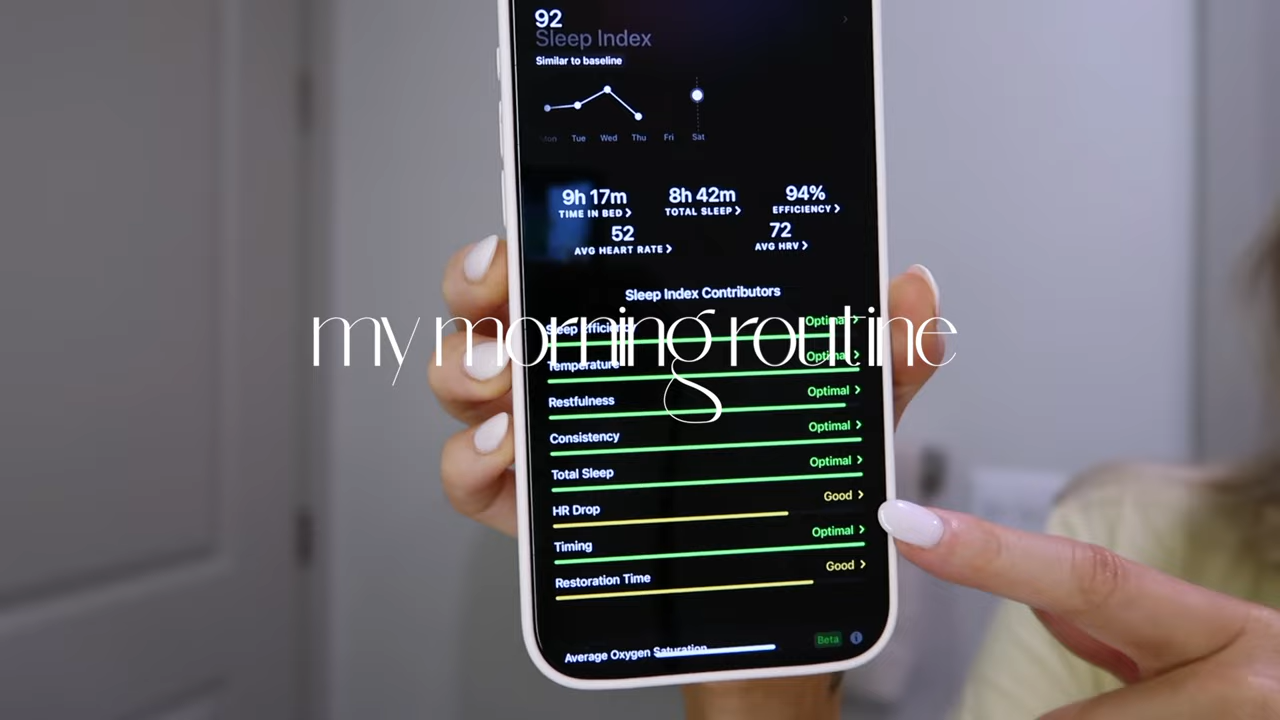 92
Sleep Index
Similar to baseline
Mon Tue Wed Thu Fri Sat
9h 17m 8h 42m 94%
TIME IN BED > TOTAL SLEEP > EFFICIENCY >
52 72
AVG HEART RATE > AVG HRV >
Sleep Index Contributors
Sleep Efficiency Optimal >
my morning routine
Temperature Optimal >
Restfulness Optimal >
Consistency Optimal >
Total Sleep Optimal >
HR Drop Good >
Timing Optimal >
Restoration Time Good >
Beta
Average Oxygen Saturation